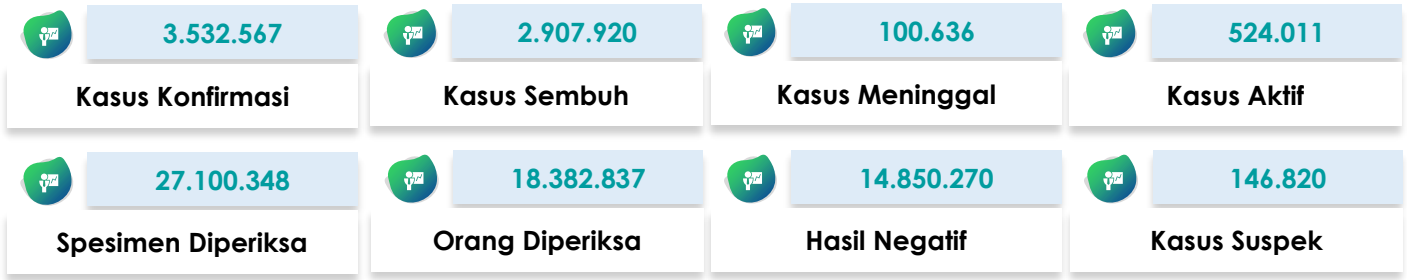 3.532.567
Kasus Konfirmasi
2.907.920
Kasus Sembuh
100.636
Kasus Meninggal
524.011
Kasus Aktif
27.100.348
Spesimen Diperiksa
18.382.837
Orang Diperiksa
14.850.270
Hasil Negatif
146.820
Kasus Suspek